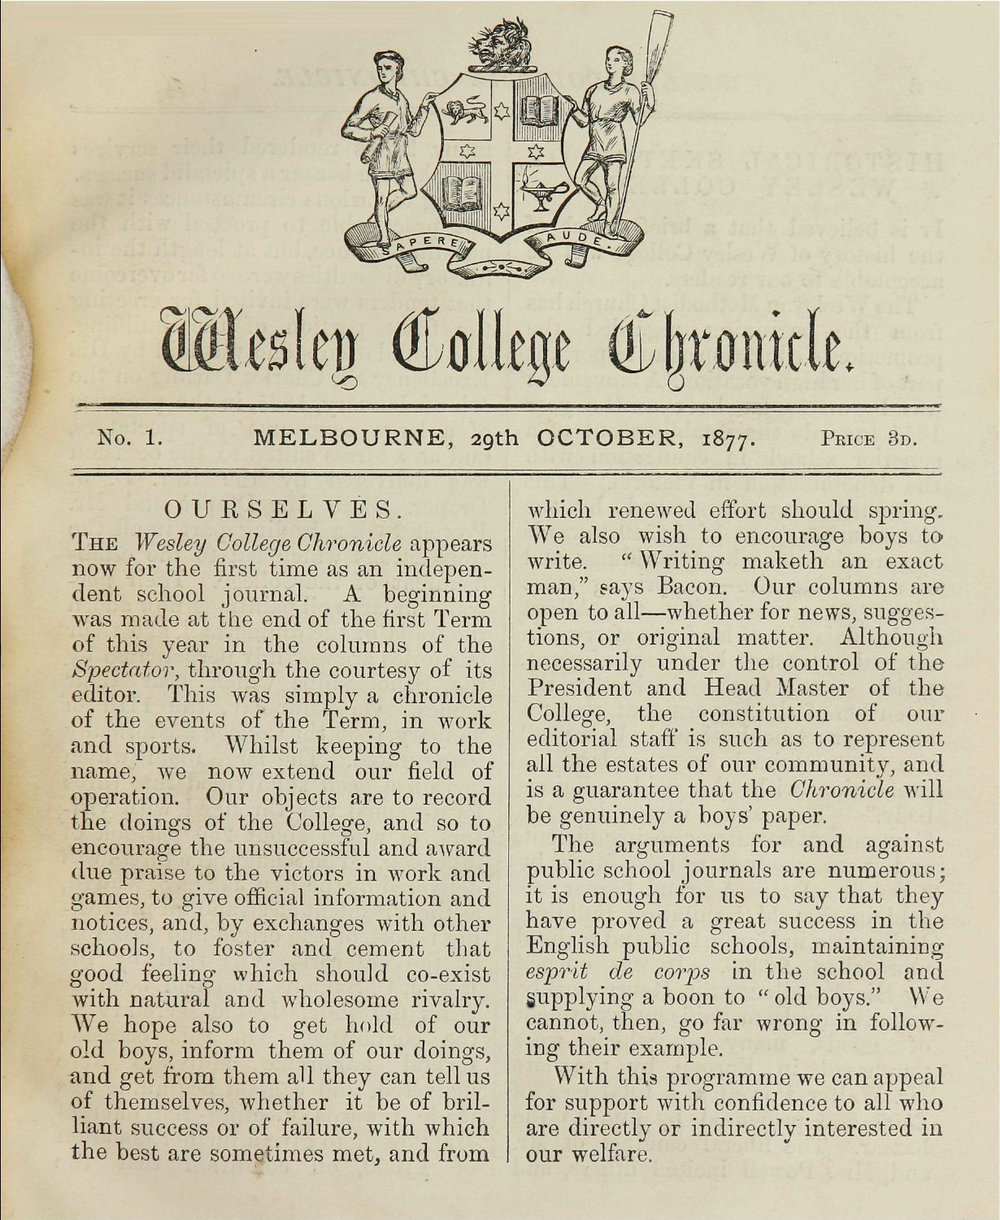 SAPERE AUDE.
Wesley College Chronicle.
No. 1. MELBOURNE, 29th OCTOBER, 1877. PRICE 3D.
OURSELVES.
THE Wesley College Chronicle appears
now for the first time as an indepen-
dent school journal. A beginning
was made at the end of the first Term
of this year in the columns of the
Spectator, through the courtesy of its
editor. This was simply a chronicle
of the events of the Term, in work
and sports. Whilst keeping to the
name, we now extend our field of
operation. Our objects are to record
the doings of the College, and so to
encourage the unsuccessful and award
due praise to the victors in work and
games, to give official information and
notices, and, by exchanges with other
schools, to foster and cement that
good feeling which should co-exist
with natural and wholesome rivalry.
We hope also to get hold of our
old boys, inform them of our doings,
and get from them all they can tell us
of themselves, whether it be of bril-
liant success or of failure, with which
the best are sometimes met, and from
which renewed effort should spring.
We also wish to encourage boys to
write. "Writing maketh an exact
man," says Bacon. Our columns are
open to all—whether for news, sugges-
tions, or original matter. Although
necessarily under the control of the
President and Head Master of the
College, the constitution of our
editorial staff is such as to represent
all the estates of our community, and
is a guarantee that the Chronicle will
be genuinely a boys' paper.
The arguments for and against
public school journals are numerous;
it is enough for us to say that they
have proved a great success in the
English public schools, maintaining
esprit de corps in the school and
supplying a boon to "old boys." We
cannot, then, go far wrong in follow-
ing their example.
With this programme we can appeal
for support with confidence to all who
are directly or indirectly interested in
our welfare.